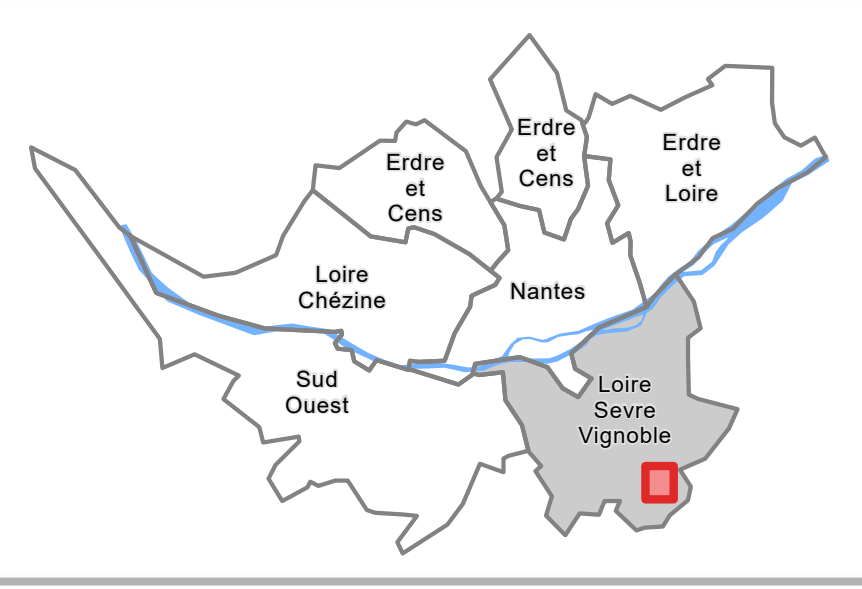 Erdre
et
Cens
Erdre
et
Loire
Erdre
et
Cens
Loire
Chézine
Nantes
Sud
Ouest
Loire
Sevre
Vignoble